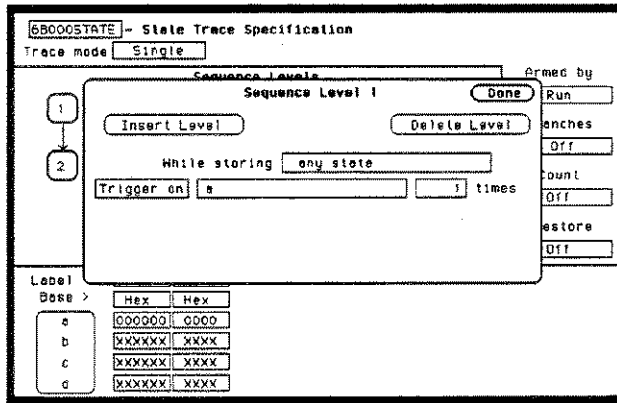 68000STATE - State Trace Specification
Trace mode Single
Sequence Levels
Armed by
Run
Sequence Level 1
Done
1
Insert Level
Delete Level
anches
Off
2
While storing any state
ount
Off
Trigger on a 1 times
estore
Off
Label
Base > Hex Hex
a 000000 0000
b XXXXXX XXXX
c XXXXXX XXXX
d XXXXXX XXXX